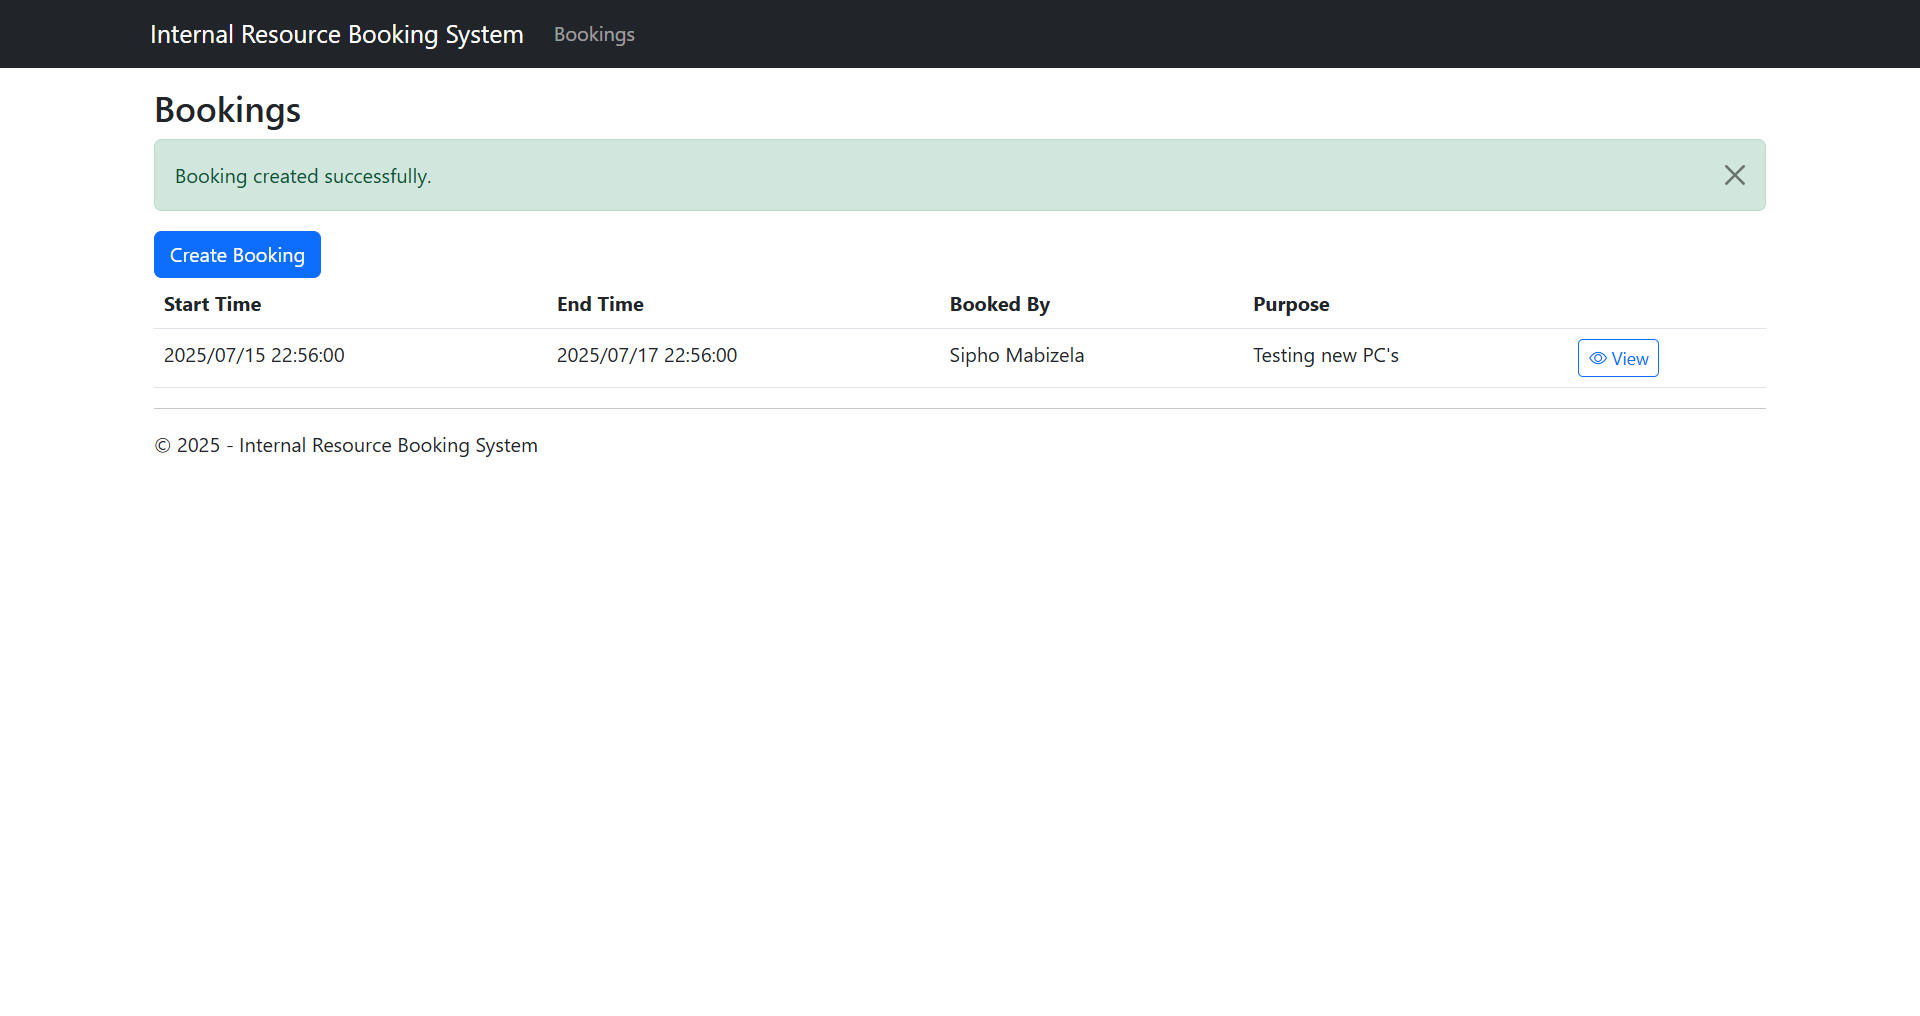 Internal Resource Booking System Bookings
Bookings
Booking created successfully.
Create Booking
Start Time End Time Booked By Purpose
2025/07/15 22:56:00 2025/07/17 22:56:00 Sipho Mabizela Testing new PC's View
© 2025 - Internal Resource Booking System